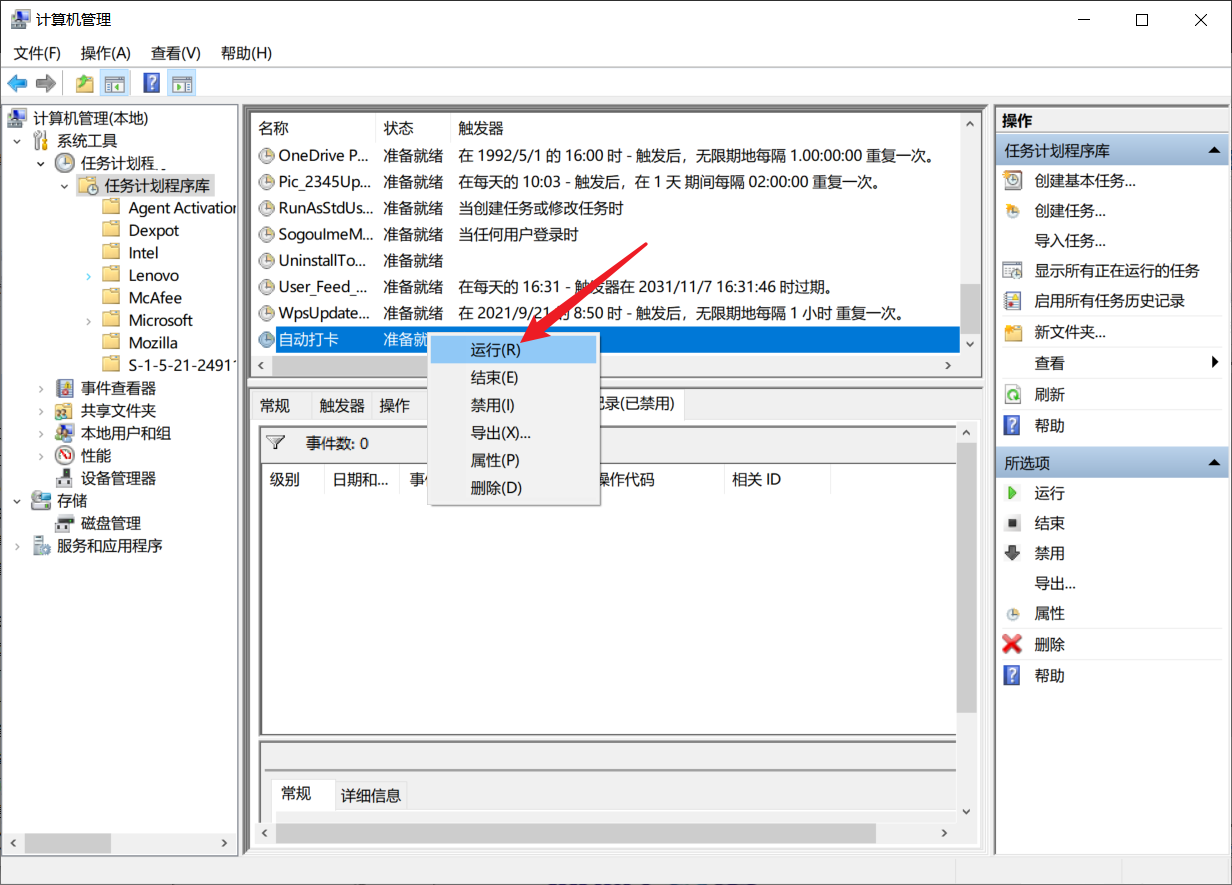 计算机管理
文件(F) 操作(A) 查看(V) 帮助(H)
计算机管理(本地)
系统工具
任务计划程
任务计划程序库
Agent Activation
Dexpot
Intel
Lenovo
McAfee
Microsoft
Mozilla
S-1-5-21-2491
事件查看器
共享文件夹
本地用户和组
性能
设备管理器
存储
磁盘管理
服务和应用程序
名称 状态 触发器
OneDrive P... 准备就绪 在 1992/5/1 的 16:00 时 - 触发后，无限期地每隔 1.00:00:00 重复一次。
Pic_2345Up... 准备就绪 在每天的 10:03 - 触发后，在 1 天 期间每隔 02:00:00 重复一次。
RunAsStdUs... 准备就绪 当创建任务或修改任务时
SogouImeM... 准备就绪 当任何用户登录时
UninstallTo... 准备就绪
User_Feed_... 准备就绪 在每天的 16:31 - 触发器在 2031/11/7 16:31:46 时过期。
WpsUpdate... 准备就绪 在 2021/9/21 的 8:50 时 - 触发后，无限期地每隔 1 小时 重复一次。
自动打卡 准备就
运行(R)
结束(E)
禁用(I)
导出(X)...
属性(P)
删除(D)
常规 触发器 操作 记录(已禁用)
事件数: 0
级别 日期和... 事件 操作代码 相关 ID
常规 详细信息
操作
任务计划程序库
创建基本任务...
创建任务...
导入任务...
显示所有正在运行的任务
启用所有任务历史记录
新文件夹...
查看
刷新
帮助
所选项
运行
结束
禁用
导出...
属性
删除
帮助